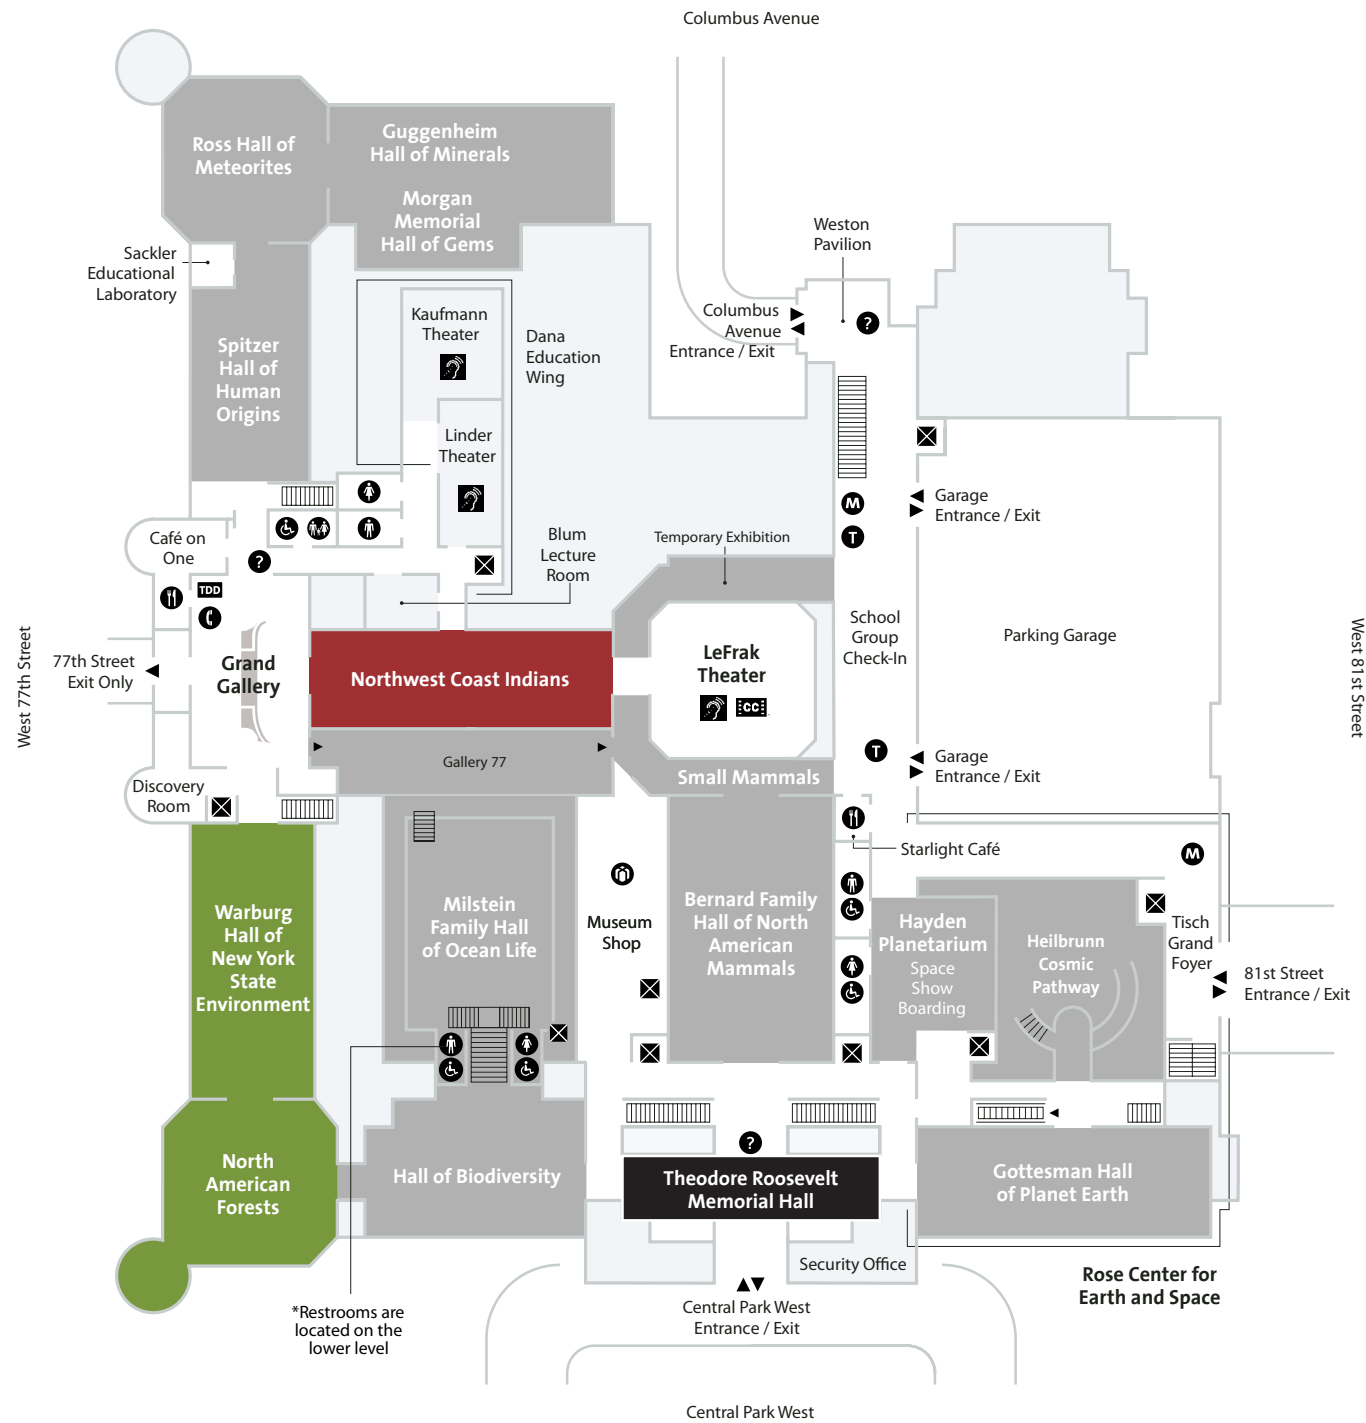 Columbus Avenue
Ross Hall of
Meteorites
Guggenheim
Hall of Minerals
Morgan
Memorial
Hall of Gems
Weston
Pavilion
Sackler
Educational
Laboratory
Kaufmann
Theater
Dana
Education
Wing
Columbus
Avenue
Entrance / Exit
?
Spitzer
Hall of
Human
Origins
Linder
Theater
M
Garage
Entrance / Exit
T
Café on
One
?
Blum
Lecture
Room
Temporary Exhibition
TDD
School
Group
Check-In
Parking Garage
West 77th Street
77th Street
Exit Only
Grand
Gallery
Northwest Coast Indians
LeFrak
Theater
CC
West 81st Street
T
Garage
Entrance / Exit
Gallery 77
Small Mammals
Discovery
Room
Starlight Café
M
Warburg
Hall of
New York
State
Environment
Milstein
Family Hall
of Ocean Life
Museum
Shop
Bernard Family
Hall of North
American
Mammals
Hayden
Planetarium
Space
Show
Boarding
Heilbrunn
Cosmic
Pathway
Tisch
Grand
Foyer
81st Street
Entrance / Exit
?
North
American
Forests
Hall of Biodiversity
Theodore Roosevelt
Memorial Hall
Gottesman Hall
of Planet Earth
Security Office
Rose Center for
Earth and Space
*Restrooms are
located on the
lower level
Central Park West
Entrance / Exit
Central Park West